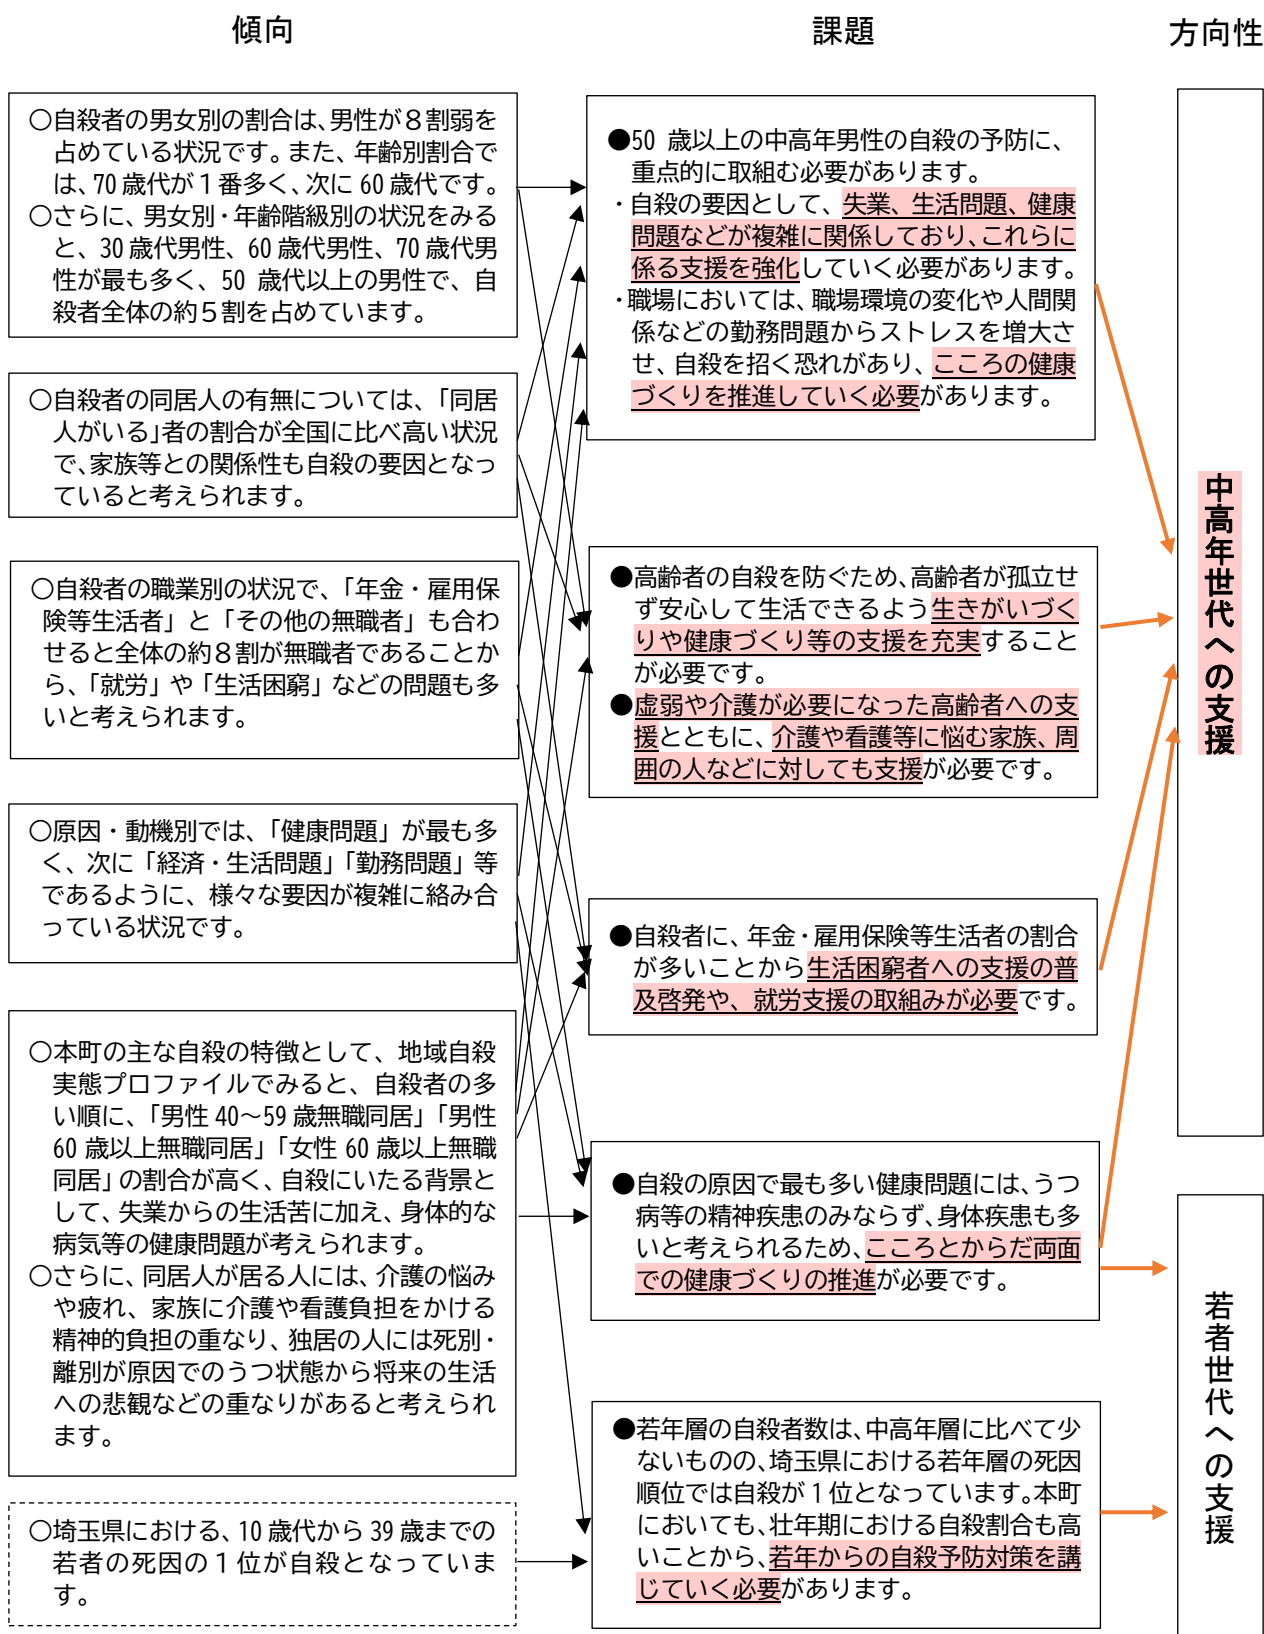 傾向
課題
方向性
○自殺者の男女別の割合は、男性が８割弱を
占めている状況です。また、年齢別割合で
は、70歳代が１番多く、次に60歳代です。
○さらに、男女別・年齢階級別の状況をみる
と、30歳代男性、60歳代男性、70歳代男
性が最も多く、50 歳代以上の男性で、自
殺者全体の約５割を占めています。
○自殺者の同居人の有無については、「同居
人がいる」者の割合が全国に比べ高い状況
で、家族等との関係性も自殺の要因となっ
ていると考えられます。
○自殺者の職業別の状況で、「年金・雇用保
険等生活者」と「その他の無職者」も合わ
せると全体の約８割が無職者であることか
ら、「就労」や「生活困窮」などの問題も多
いと考えられます。
○原因・動機別では、「健康問題」が最も多
く、次に「経済・生活問題」「勤務問題」等
であるように、様々な要因が複雑に絡み合
っている状況です。
○本町の主な自殺の特徴として、地域自殺
実態プロファイルでみると、自殺者の多
い順に、「男性40～59歳無職同居」「男性
60歳以上無職同居」「女性60歳以上無職
同居」の割合が高く、自殺にいたる背景と
して、失業からの生活苦に加え、身体的な
病気等の健康問題が考えられます。
○さらに、同居人が居る人には、介護の悩み
や疲れ、家族に介護や看護負担をかける
精神的負担の重なり、独居の人には死別・
離別が原因でのうつ状態から将来の生活
への悲観などの重なりがあると考えられ
ます。
○埼玉県における、10歳代から39歳までの
若者の死因の１位が自殺となっていま
す。
●50 歳以上の中高年男性の自殺の予防に、
重点的に取組む必要があります。
・自殺の要因として、失業、生活問題、健康
問題などが複雑に関係しており、これらに
係る支援を強化していく必要があります。
・職場においては、職場環境の変化や人間関
係などの勤務問題からストレスを増大さ
せ、自殺を招く恐れがあり、こころの健康
づくりを推進していく必要があります。
●高齢者の自殺を防ぐため、高齢者が孤立せ
ず安心して生活できるよう生きがいづく
りや健康づくり等の支援を充実すること
が必要です。
●虚弱や介護が必要になった高齢者への支
援とともに、介護や看護等に悩む家族、周
囲の人などに対しても支援が必要です。
●自殺者に、年金・雇用保険等生活者の割合
が多いことから生活困窮者への支援の普
及啓発や、就労支援の取組みが必要です。
●自殺の原因で最も多い健康問題には、うつ
病等の精神疾患のみならず、身体疾患も多
いと考えられるため、こころとからだ両面
での健康づくりの推進が必要です。
●若年層の自殺者数は、中高年層に比べて少
ないものの、埼玉県における若年層の死因
順位では自殺が１位となっています。本町
においても、壮年期における自殺割合も高
いことから、若年からの自殺予防対策を講
じていく必要があります。
中高年世代への支援
若者世代への支援